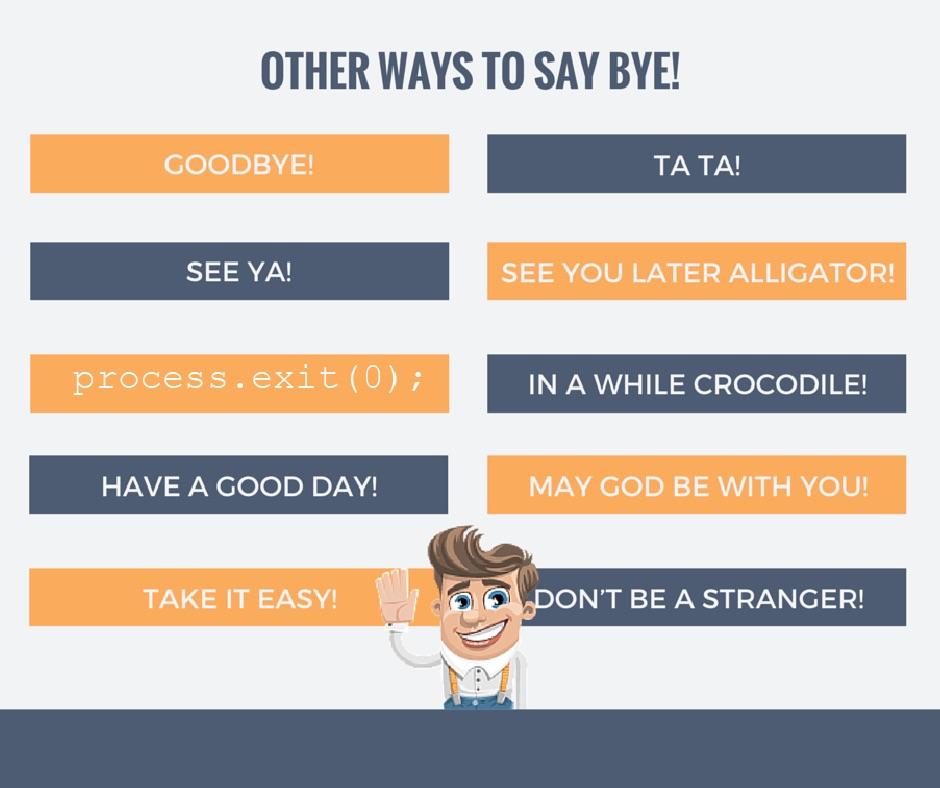 OTHER WAYS TO SAY BYE!
GOODBYE!
TA TA!
SEE YA!
SEE YOU LATER ALLIGATOR!
process.exit(0);
IN A WHILE CROCODILE!
HAVE A GOOD DAY!
MAY GOD BE WITH YOU!
TAKE IT EASY!
DON'T BE A STRANGER!